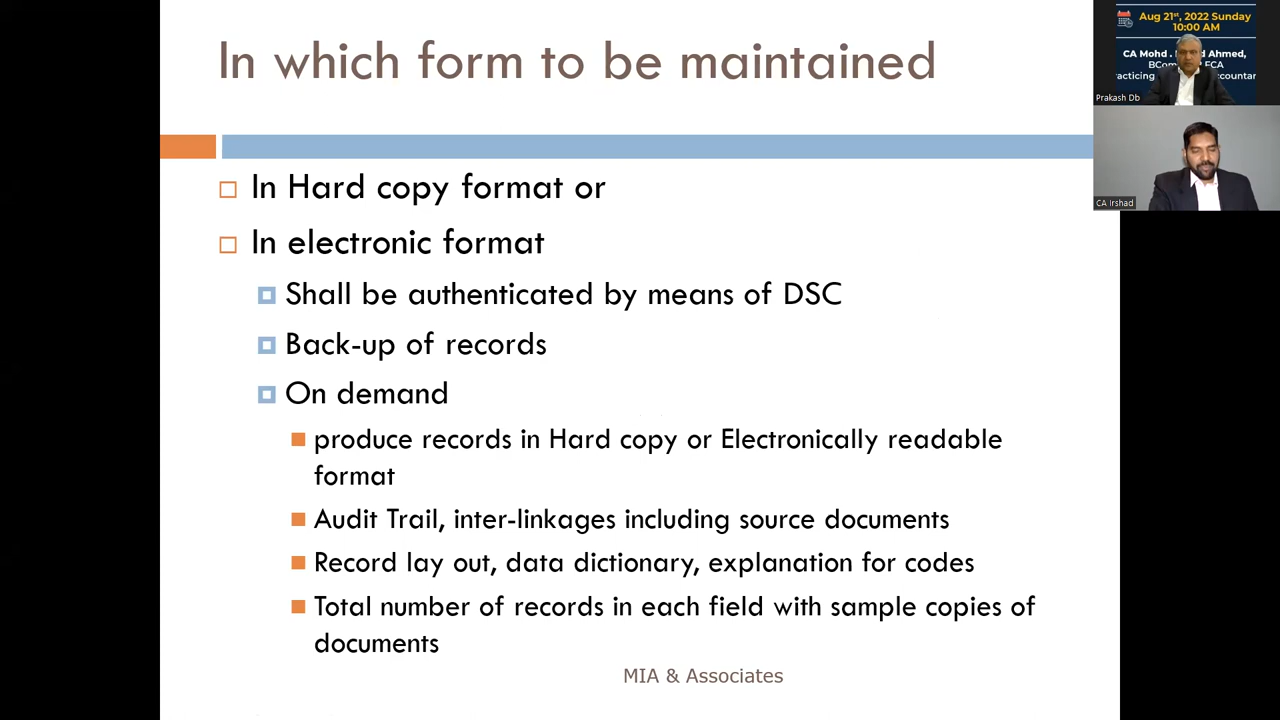 In which form to be maintained
In Hard copy format or
In electronic format
Shall be authenticated by means of DSC
Back-up of records
On demand
produce records in Hard copy or Electronically readable
format
Audit Trail, inter-linkages including source documents
Record lay out, data dictionary, explanation for codes
Total number of records in each field with sample copies of
documents
MIA & Associates
Aug 21st, 2022 Sunday
10:00 AM
CA Mohd. Ahmed,
BCom FCA
Prakash Db
CA Irshad